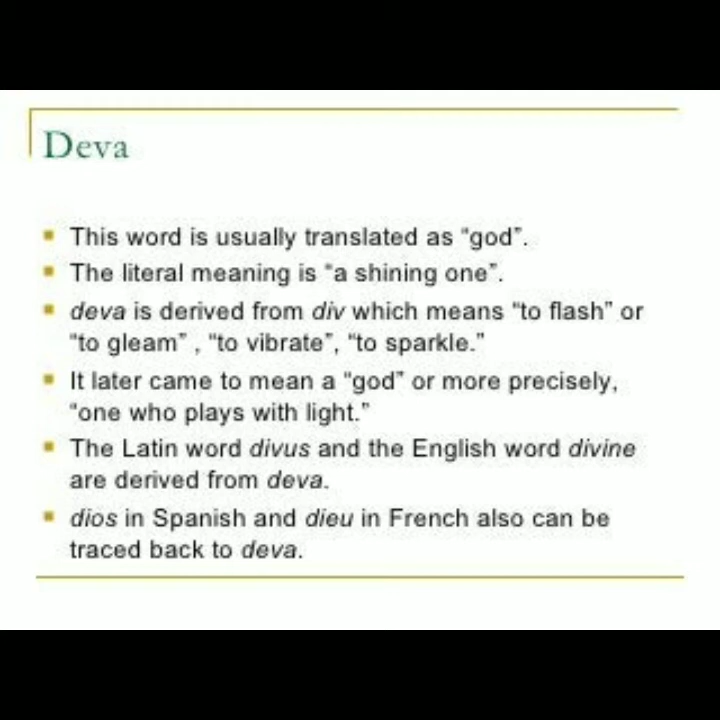 Deva
This word is usually translated as “god”.
The literal meaning is “a shining one”.
deva is derived from div which means “to flash” or
“to gleam” , “to vibrate”, “to sparkle.”
It later came to mean a “god” or more precisely,
“one who plays with light.”
The Latin word divus and the English word divine
are derived from deva.
dios in Spanish and dieu in French also can be
traced back to deva.